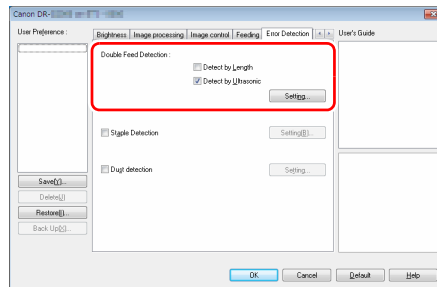 Canon DR-
User Preference :
Brightness Image processing Image control Feeding Error Detection
User's Guide
Double Feed Detection :
Detect by Length
Detect by Ultrasonic
Setting...
Staple Detection
Setting(B)...
Dust detection
Setting...
Save(Y)...
Delete(J)
Restore(I)...
Back Up(X)...
OK
Cancel
Default
Help